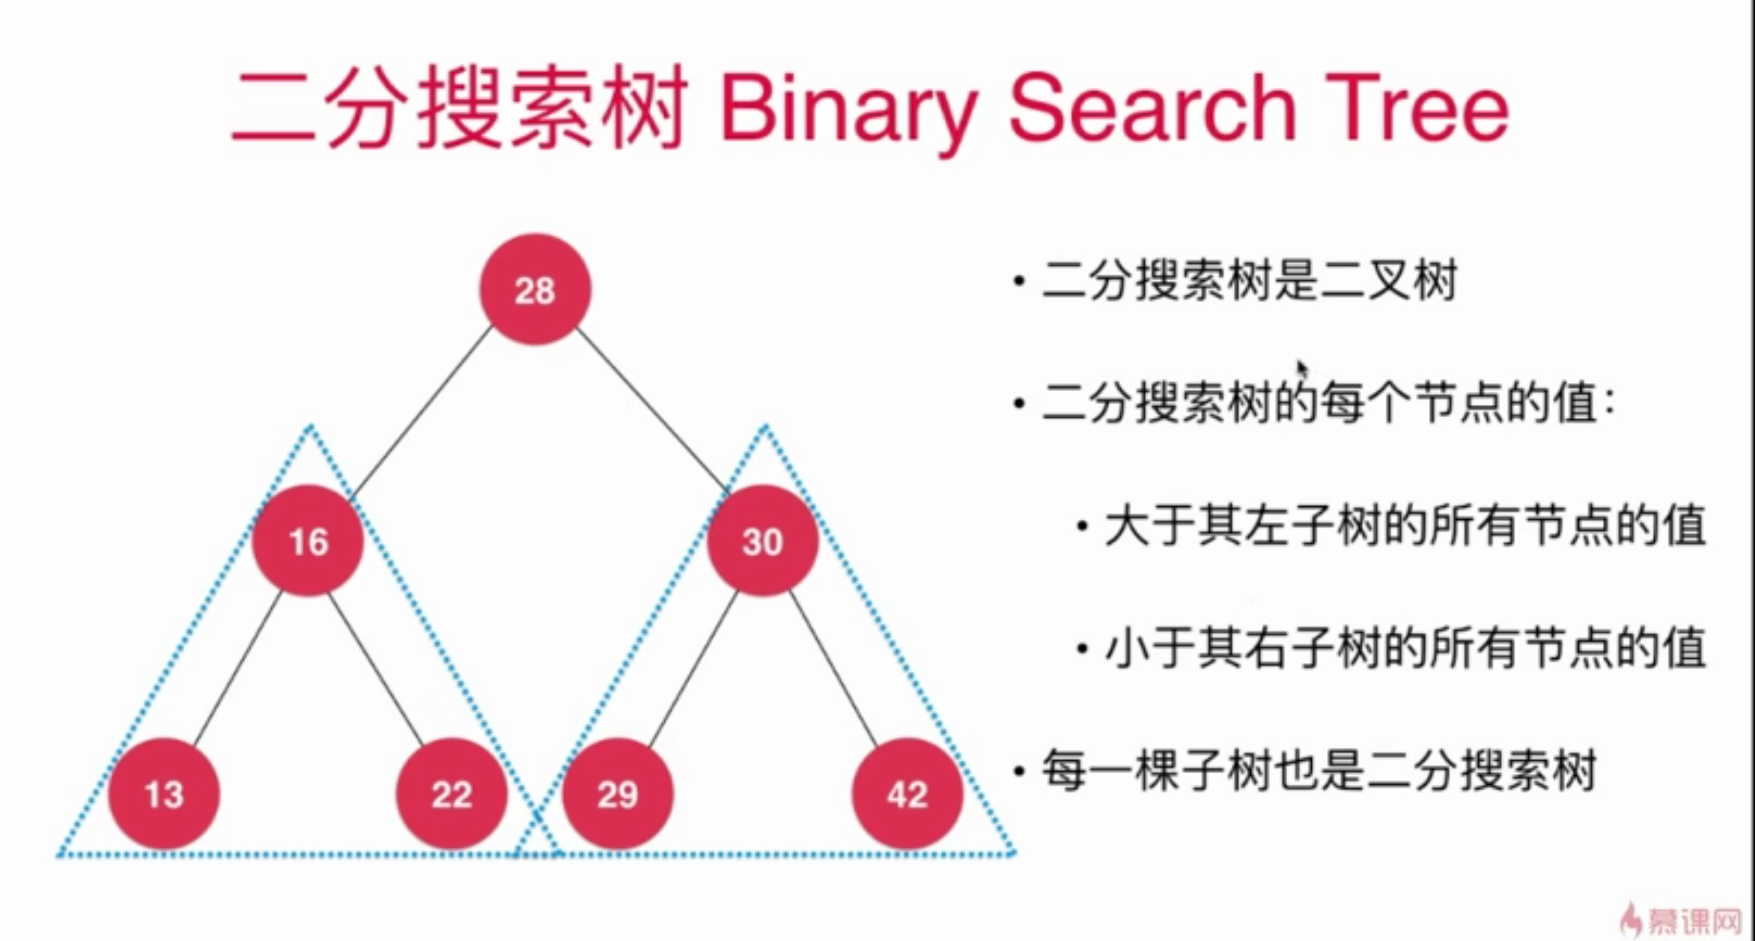 二分搜索树 Binary Search Tree
28
• 二分搜索树是二叉树
• 二分搜索树的每个节点的值：
• 大于其左子树的所有节点的值
16
30
• 小于其右子树的所有节点的值
13
22
29
42
• 每一棵子树也是二分搜索树
慕课网